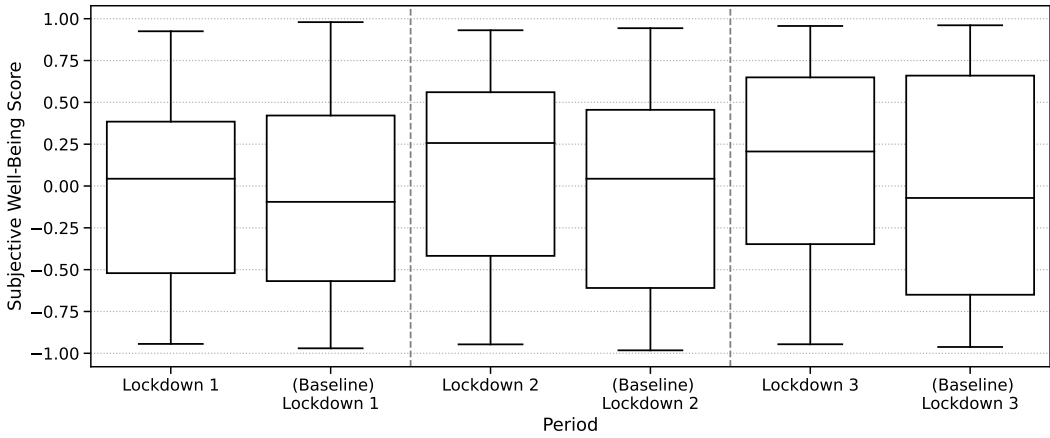 Subjective Well-Being Score
1.00
0.75
0.50
0.25
0.00
−0.25
−0.50
−0.75
−1.00
Lockdown 1
(Baseline)
Lockdown 1
Lockdown 2
(Baseline)
Lockdown 2
Lockdown 3
(Baseline)
Lockdown 3
Period